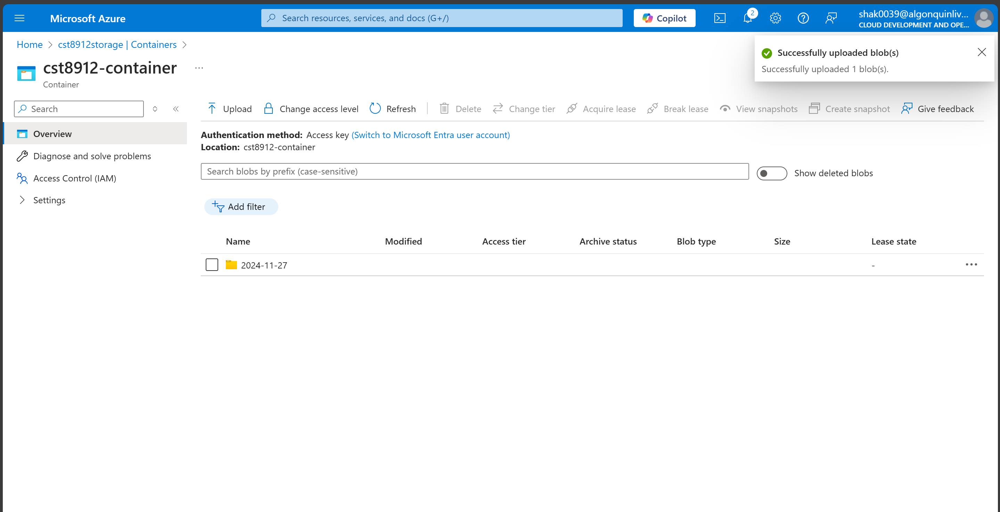 Microsoft Azure
Search resources, services, and docs (G+/)
Copilot
2
shak0039@algonquinliv...
CLOUD DEVELOPMENT AND OPE...
Home > cst8912storage | Containers >
Successfully uploaded blob(s)
Successfully uploaded 1 blob(s).
cst8912-container
...
Container
Search
Upload
Change access level
Refresh
Delete
Change tier
Acquire lease
Break lease
View snapshots
Create snapshot
Give feedback
Overview
Diagnose and solve problems
Access Control (IAM)
Settings
Authentication method: Access key (Switch to Microsoft Entra user account)
Location: cst8912-container
Search blobs by prefix (case-sensitive)
Show deleted blobs
Add filter
Name Modified Access tier Archive status Blob type Size Lease state
2024-11-27 - ...